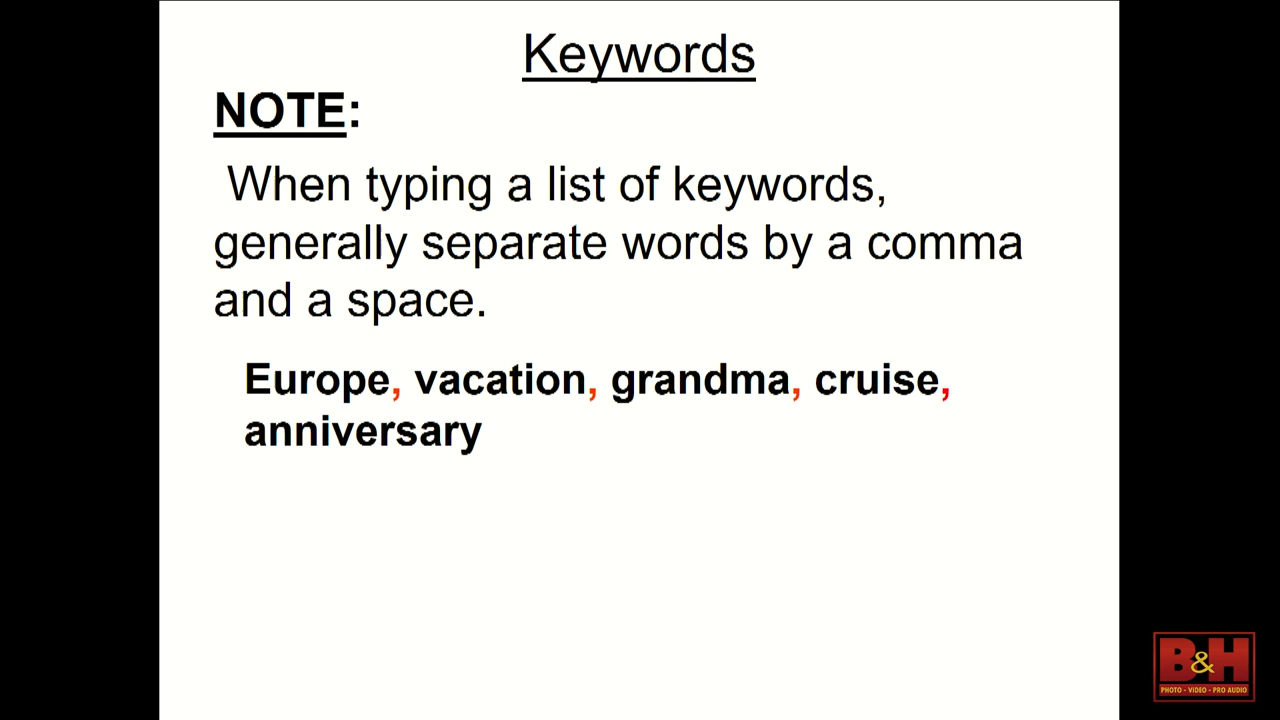 Keywords
NOTE:
When typing a list of keywords,
generally separate words by a comma
and a space.
Europe, vacation, grandma, cruise,
anniversary
B&H
PHOTO - VIDEO - PRO AUDIO